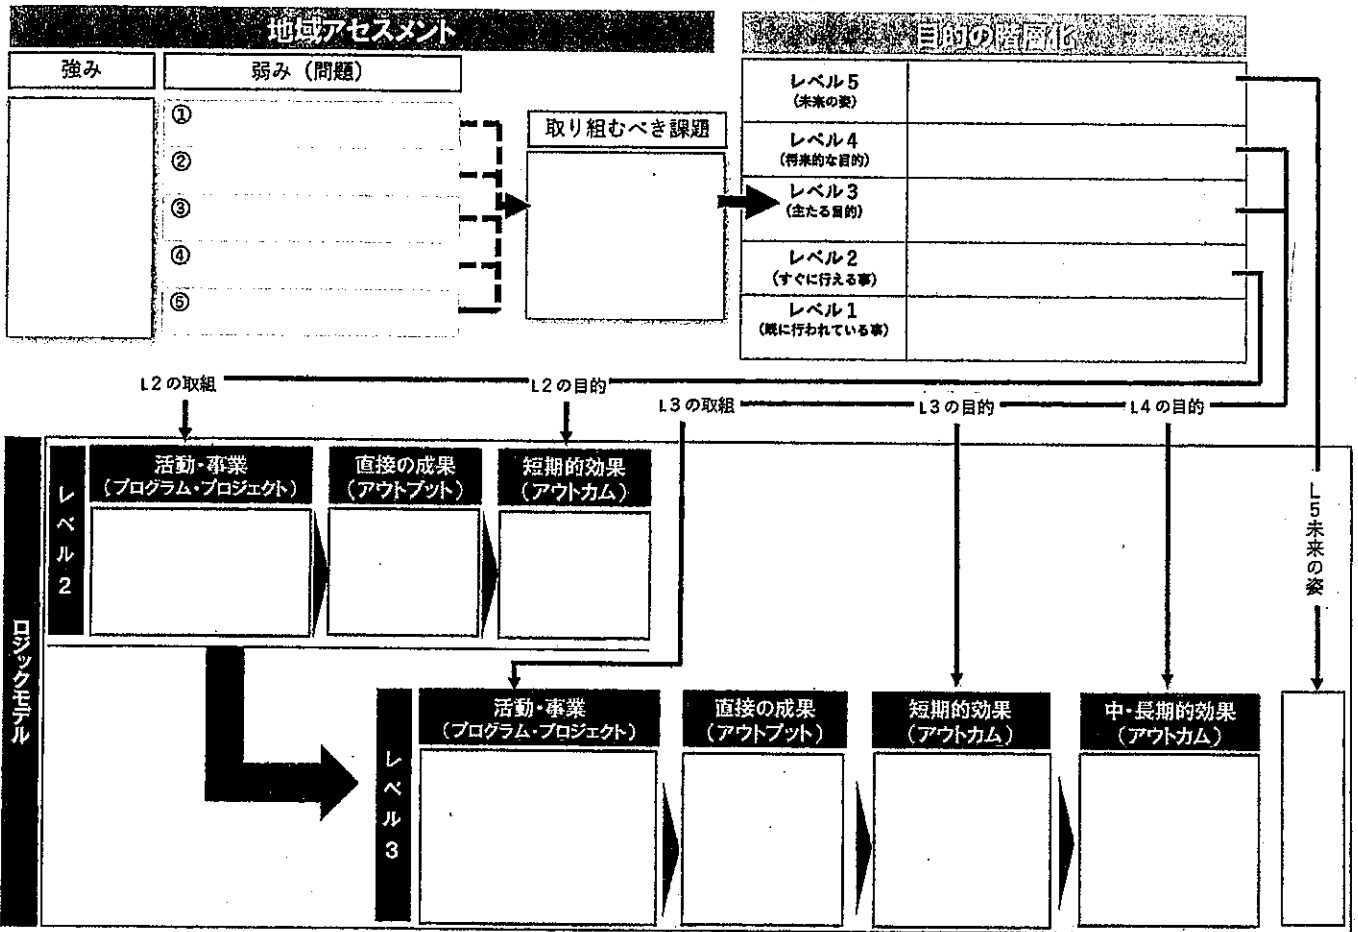 地域アセスメント
強み
弱み（問題）
①
②
③
④
⑤
取り組むべき課題
目的の階層化
レベル5
（未来の姿）
レベル4
（将来的な目的）
レベル3
（主たる目的）
レベル2
（すぐに行える事）
レベル1
（既に行われている事）
L2の取組
L2の目的
L3の取組
L3の目的
L4の目的
L5未来の姿
ロジックモデル
レベル2
活動・事業
（プログラム・プロジェクト）
直接の成果
（アウトプット）
短期的効果
（アウトカム）
レベル3
活動・事業
（プログラム・プロジェクト）
直接の成果
（アウトプット）
短期的効果
（アウトカム）
中・長期的効果
（アウトカム）